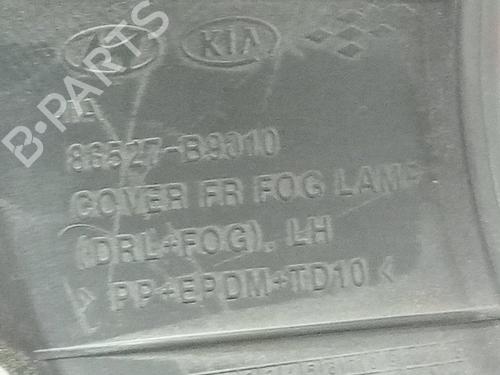 KIA
86527-B9010
COVER FR FOG LAMP
(DRL+FOG), LH
> PP+EPDM+TD10 <
B-PARTS